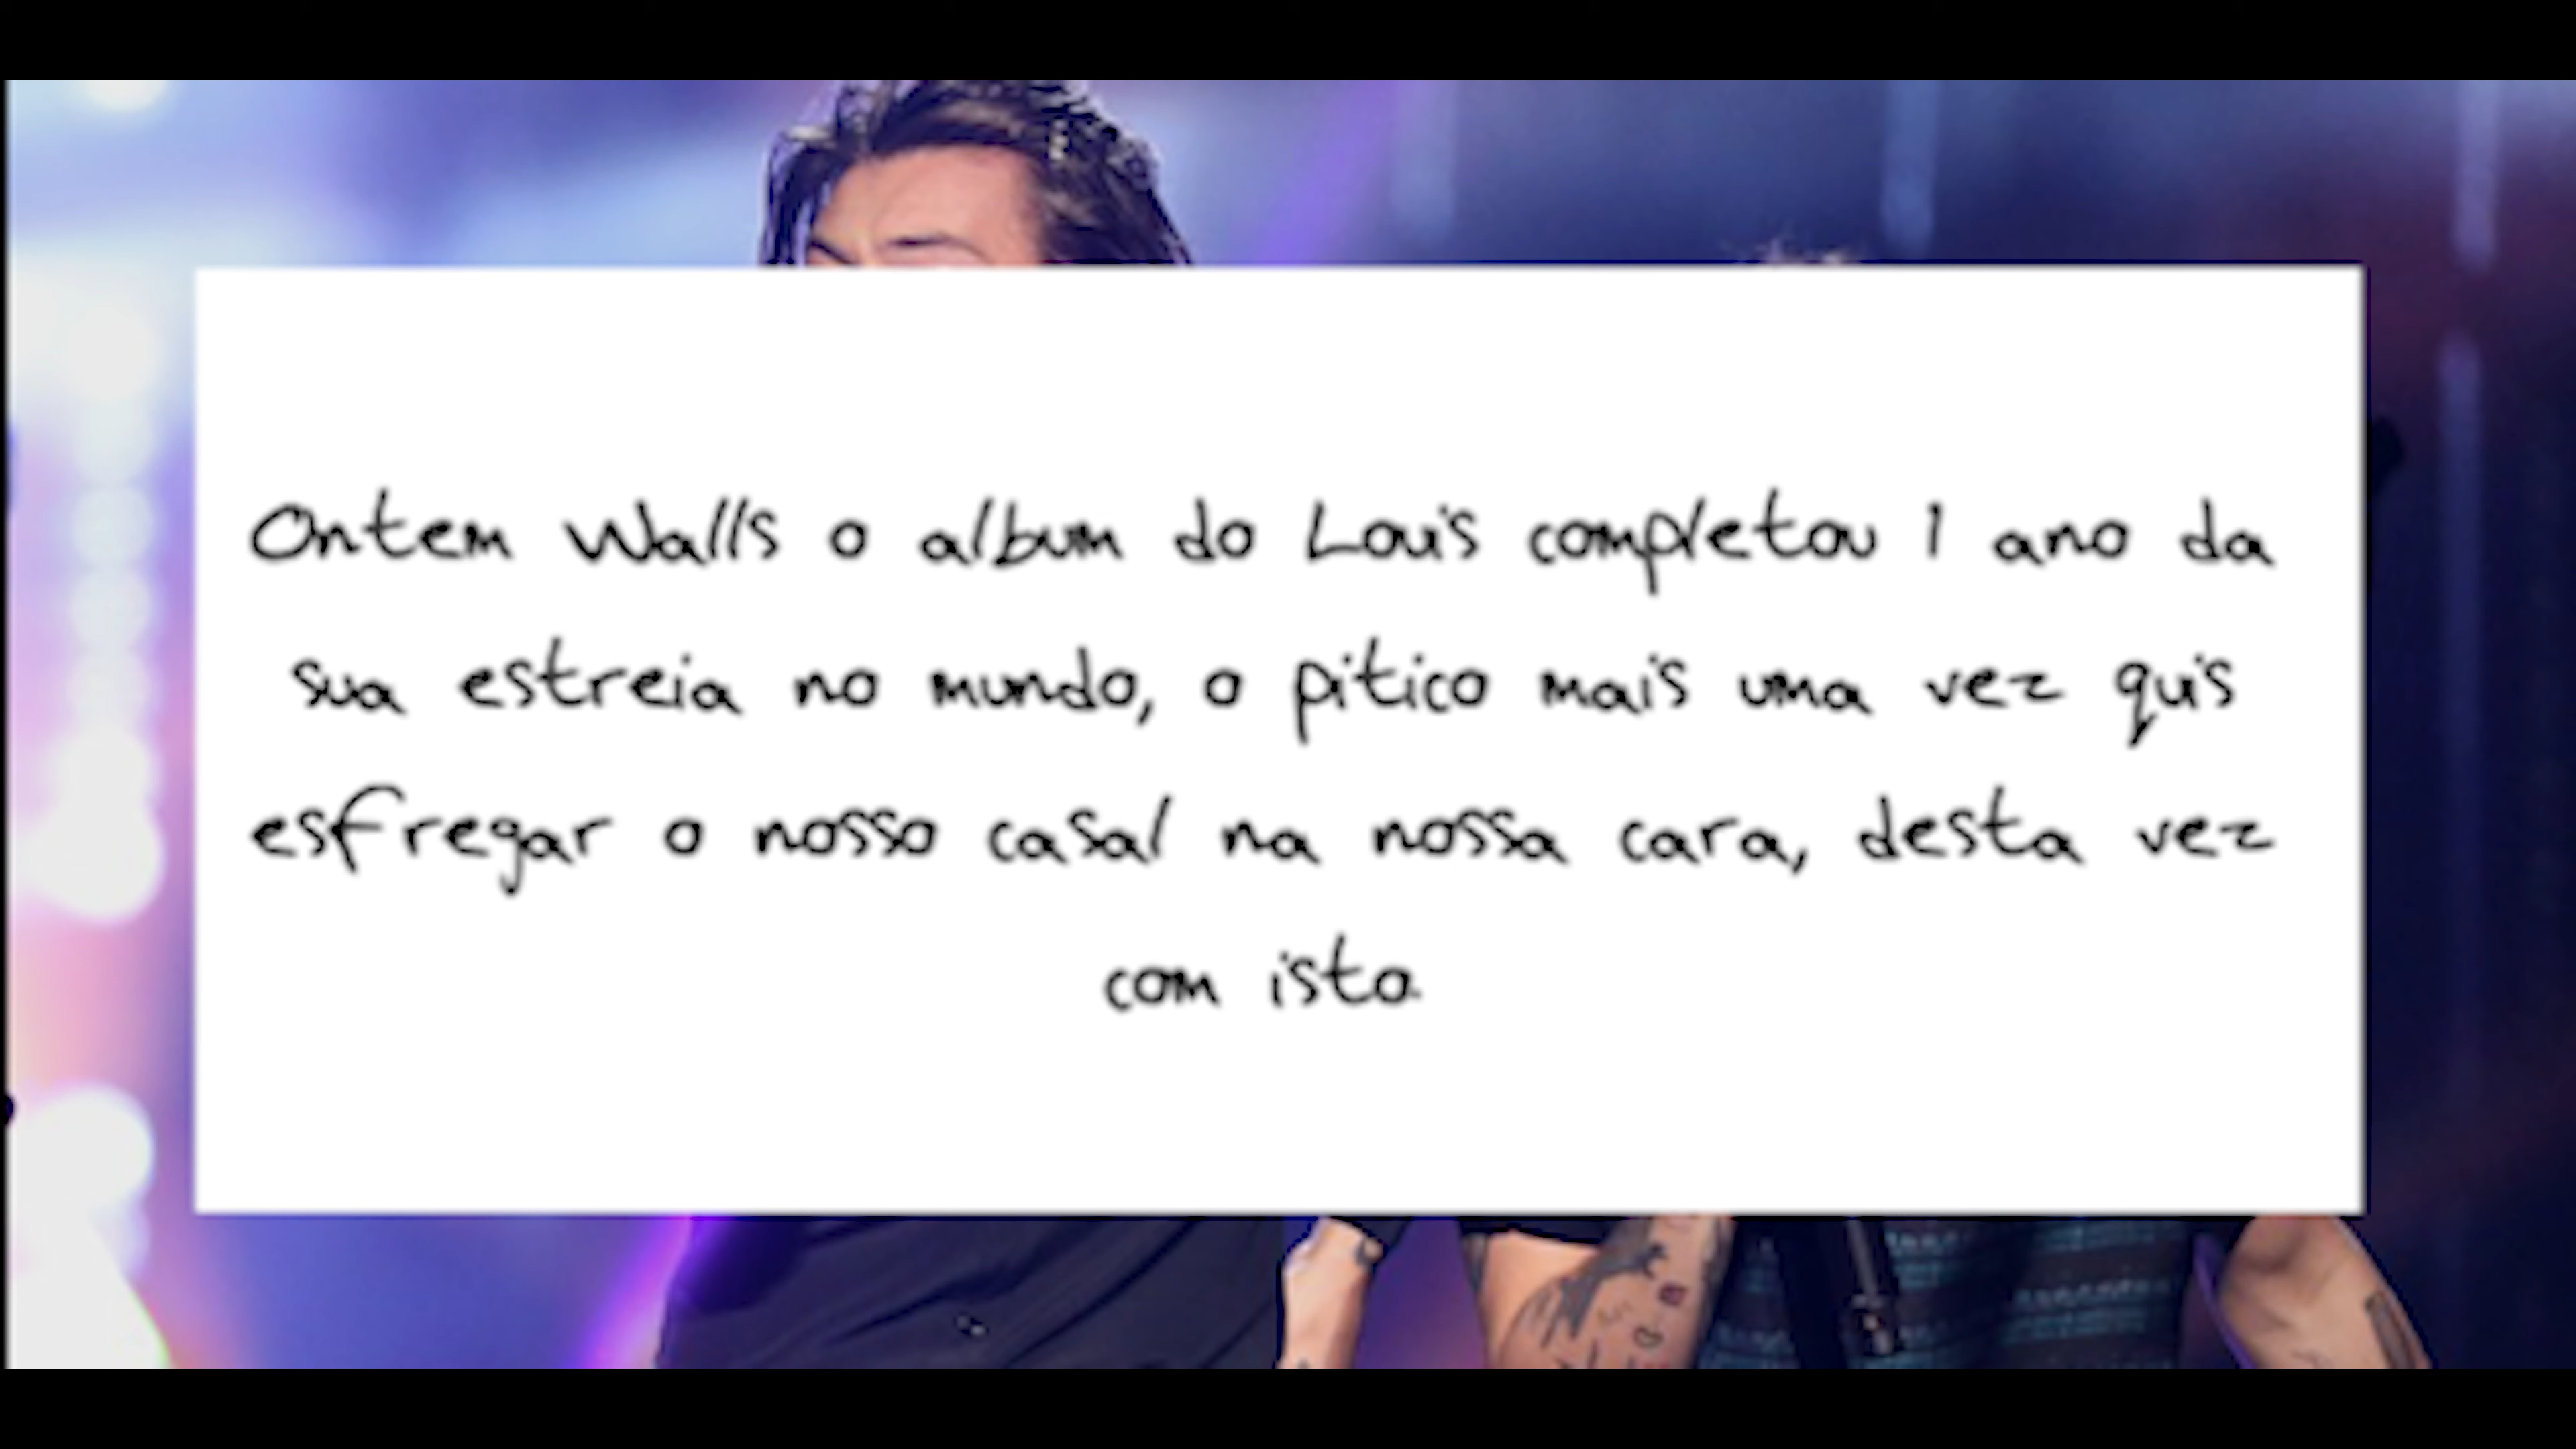 Ontem Walls o album do Louis completou 1 ano da
sua estreia no mundo, o pitico mais uma vez quis
esfregar o nosso casal na nossa cara, desta vez
com isto